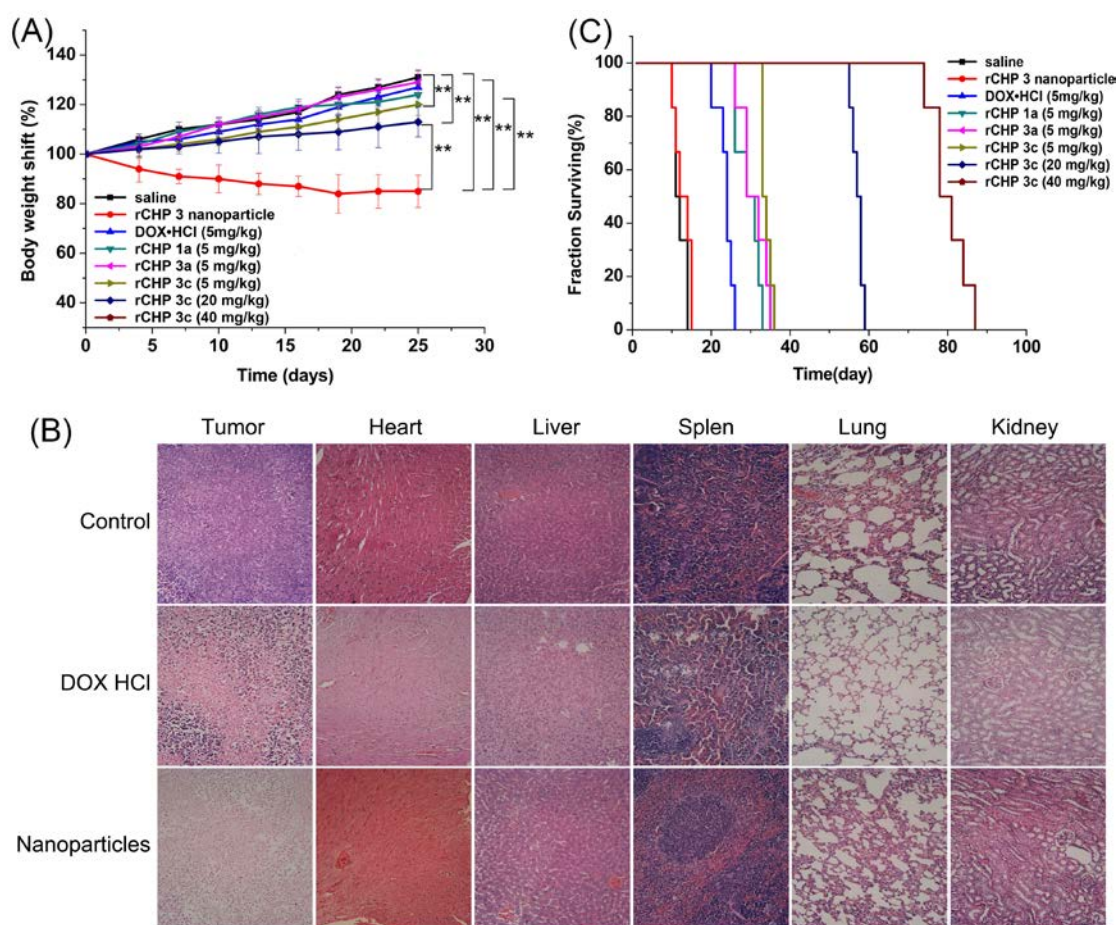 (A)
140
120
100
80
60
40
Body weight shift (%)
saline
rCHP 3 nanoparticle
DOX•HCl (5mg/kg)
rCHP 1a (5 mg/kg)
rCHP 3a (5 mg/kg)
rCHP 3c (5 mg/kg)
rCHP 3c (20 mg/kg)
rCHP 3c (40 mg/kg)
**
**
**
**
**
**
0 5 10 15 20 25 30
Time (days)
(C)
100
80
60
40
20
0
Fraction Surviving(%)
saline
rCHP 3 nanoparticle
DOX•HCl (5mg/kg)
rCHP 1a (5 mg/kg)
rCHP 3a (5 mg/kg)
rCHP 3c (5 mg/kg)
rCHP 3c (20 mg/kg)
rCHP 3c (40 mg/kg)
0 20 40 60 80 100
Time(day)
(B)
Tumor Heart Liver Splen Lung Kidney
Control
DOX HCl
Nanoparticles